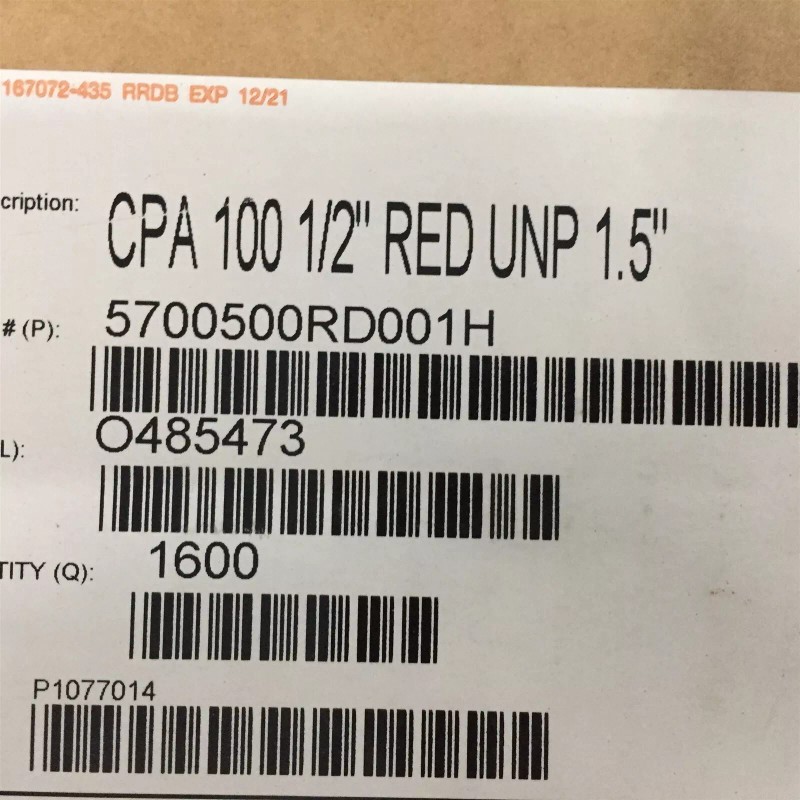 167072-435 RRDB EXP 12/21
cription: CPA 100 1/2" RED UNP 1.5"
# (P): 5700500RD001H
L): O485473
TITY (Q): 1600
P1077014